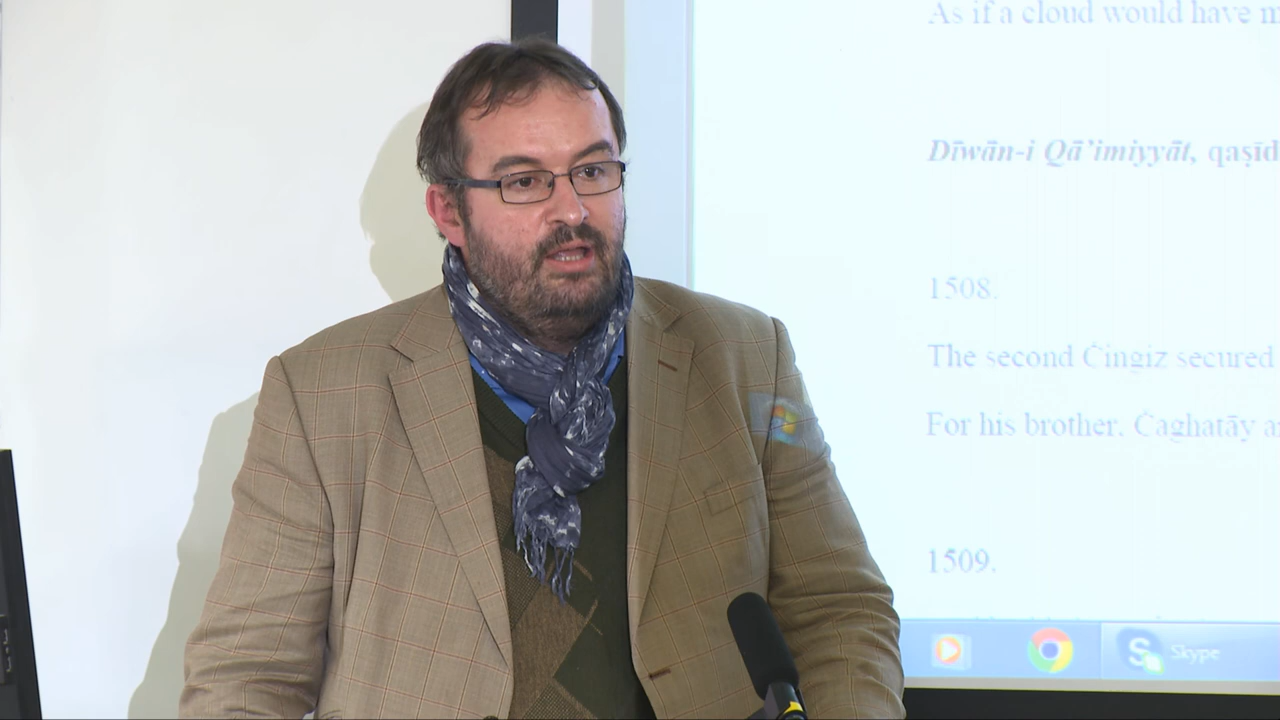 As if a cloud would have m
Dīwān-i Qā'imiyyāt, qaṣīd
1508.
The second Čingiz secured
For his brother. Čaghatāy a
1509.
Skype